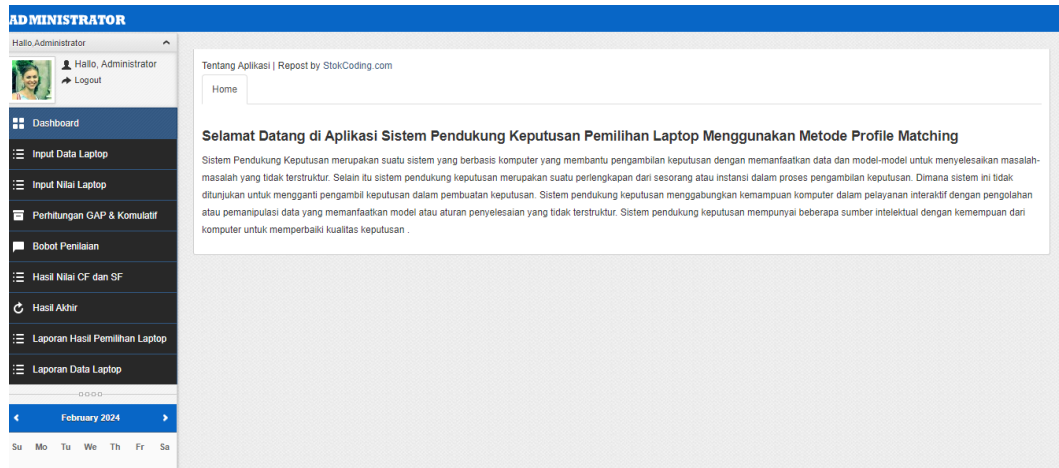 ADMINISTRATOR
Hallo,Administrator
Hallo, Administrator
Logout
Dashboard
Input Data Laptop
Input Nilai Laptop
Perhitungan GAP & Komulatif
Bobot Penilaian
Hasil Nilai CF dan SF
Hasil Akhir
Laporan Hasil Pemilihan Laptop
Laporan Data Laptop
February 2024
Su Mo Tu We Th Fr Sa
Tentang Aplikasi | Repost by StokCoding.com
Home
Selamat Datang di Aplikasi Sistem Pendukung Keputusan Pemilihan Laptop Menggunakan Metode Profile Matching
Sistem Pendukung Keputusan merupakan suatu sistem yang berbasis komputer yang membantu pengambilan keputusan dengan memanfaatkan data dan model-model untuk menyelesaikan masalah-
masalah yang tidak terstruktur. Selain itu sistem pendukung keputusan merupakan suatu perlengkapan dari sesorang atau instansi dalam proses pengambilan keputusan. Dimana sistem ini tidak
ditunjukan untuk mengganti pengambil keputusan dalam pembuatan keputusan. Sistem pendukung keputusan menggabungkan kemampuan komputer dalam pelayanan interaktif dengan pengolahan
atau pemanipulasi data yang memanfaatkan model atau aturan penyelesaian yang tidak terstruktur. Sistem pendukung keputusan mempunyai beberapa sumber intelektual dengan kemempuan dari
komputer untuk memperbaiki kualitas keputusan .